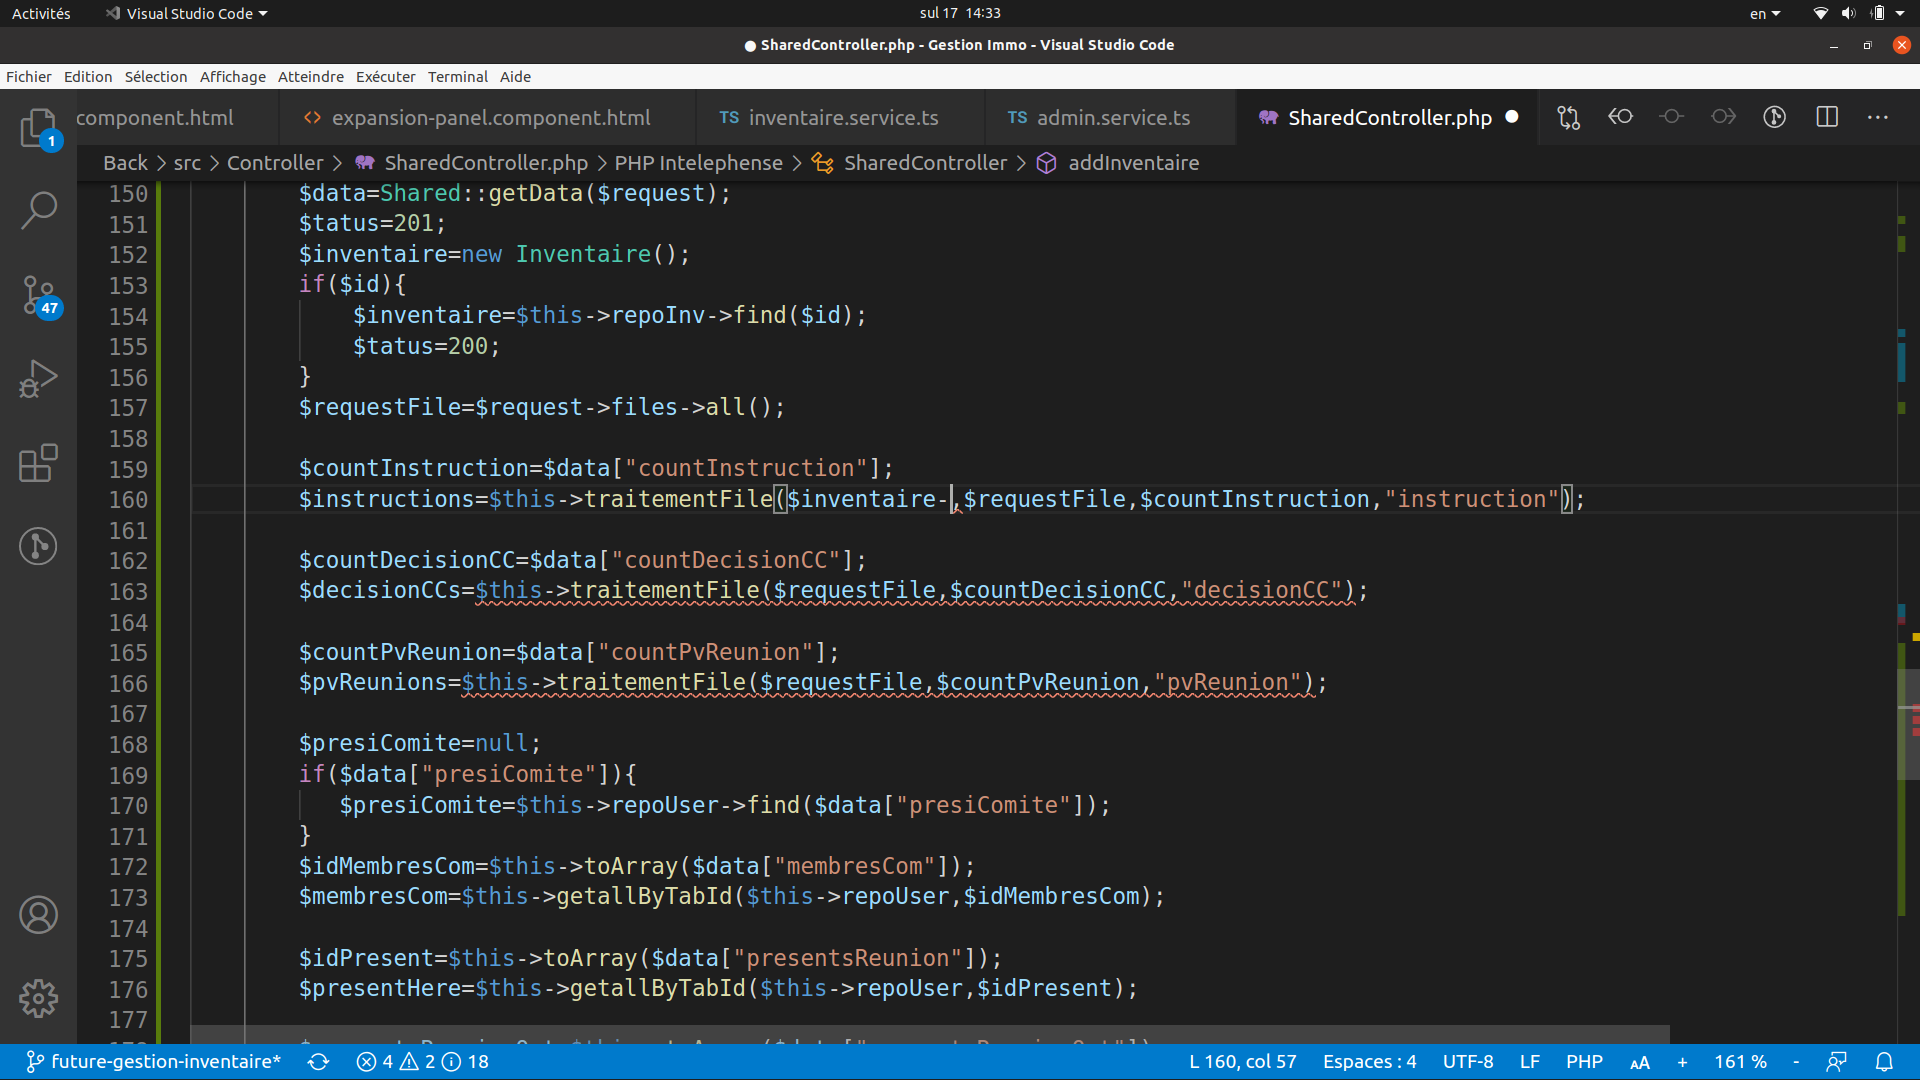 Activités Visual Studio Code sul 17 14:33 en
SharedController.php - Gestion Immo - Visual Studio Code
Fichier Edition Sélection Affichage Atteindre Exécuter Terminal Aide
component.html <> expansion-panel.component.html TS inventaire.service.ts TS admin.service.ts SharedController.php
Back > src > Controller > SharedController.php > PHP Intelephense > SharedController > addInventaire
1
47
150 $data=Shared::getData($request);
151 $tatus=201;
152 $inventaire=new Inventaire();
153 if($id){
154 $inventaire=$this->repoInv->find($id);
155 $tatus=200;
156 }
157 $requestFile=$request->files->all();
158
159 $countInstruction=$data["countInstruction"];
160 $instructions=$this->traitementFile($inventaire-,$requestFile,$countInstruction,"instruction");
161
162 $countDecisionCC=$data["countDecisionCC"];
163 $decisionCCs=$this->traitementFile($requestFile,$countDecisionCC,"decisionCC");
164
165 $countPvReunion=$data["countPvReunion"];
166 $pvReunions=$this->traitementFile($requestFile,$countPvReunion,"pvReunion");
167
168 $presiComite=null;
169 if($data["presiComite"]){
170 $presiComite=$this->repoUser->find($data["presiComite"]);
171 }
172 $idMembresCom=$this->toArray($data["membresCom"]);
173 $membresCom=$this->getallByTabId($this->repoUser,$idMembresCom);
174
175 $idPresent=$this->toArray($data["presentsReunion"]);
176 $presentHere=$this->getallByTabId($this->repoUser,$idPresent);
177
future-gestion-inventaire* 4 2 18 L 160, col 57 Espaces : 4 UTF-8 LF PHP AA + 161 % -